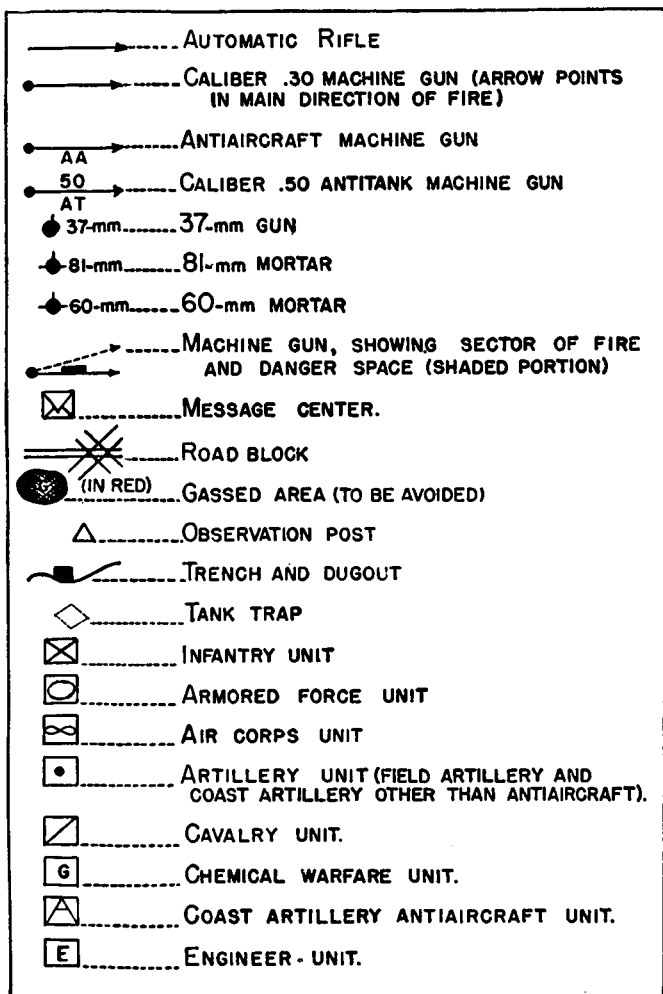 AUTOMATIC RIFLE
CALIBER .30 MACHINE GUN (ARROW POINTS
IN MAIN DIRECTION OF FIRE)
ANTIAIRCRAFT MACHINE GUN
AA
50
CALIBER .50 ANTITANK MACHINE GUN
AT
37-mm 37-mm GUN
81-mm 81-mm MORTAR
60-mm 60-mm MORTAR
MACHINE GUN, SHOWING SECTOR OF FIRE
AND DANGER SPACE (SHADED PORTION)
MESSAGE CENTER.
ROAD BLOCK
(IN RED) GASSED AREA (TO BE AVOIDED)
OBSERVATION POST
TRENCH AND DUGOUT
TANK TRAP
INFANTRY UNIT
ARMORED FORCE UNIT
AIR CORPS UNIT
ARTILLERY UNIT (FIELD ARTILLERY AND
COAST ARTILLERY OTHER THAN ANTIAIRCRAFT).
CAVALRY UNIT.
G CHEMICAL WARFARE UNIT.
COAST ARTILLERY ANTIAIRCRAFT UNIT.
E ENGINEER - UNIT.